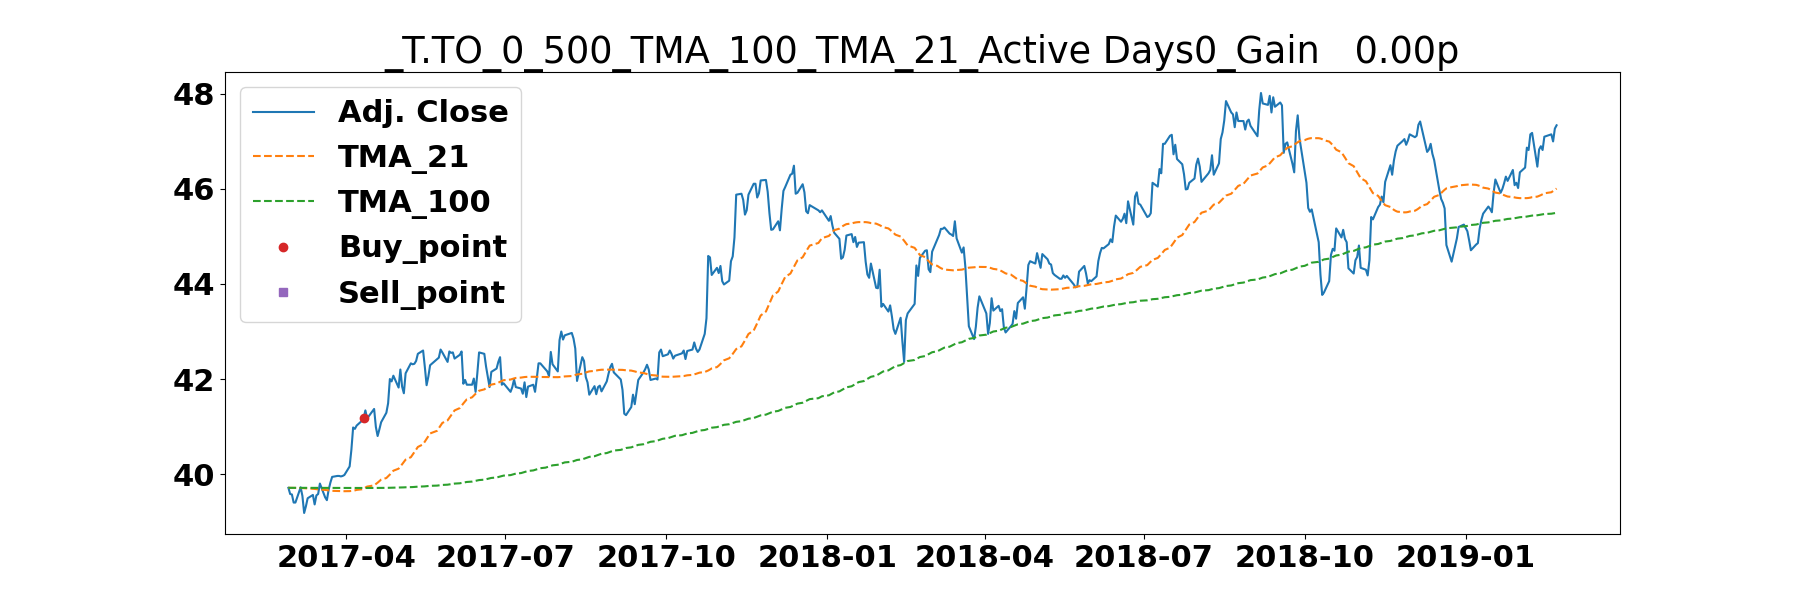 _T.TO_0_500_TMA_100_TMA_21_Active Days0_Gain   0.00p
48
46
44
42
40
Adj. Close
TMA_21
TMA_100
Buy_point
Sell_point
2017-04 2017-07 2017-10 2018-01 2018-04 2018-07 2018-10 2019-01